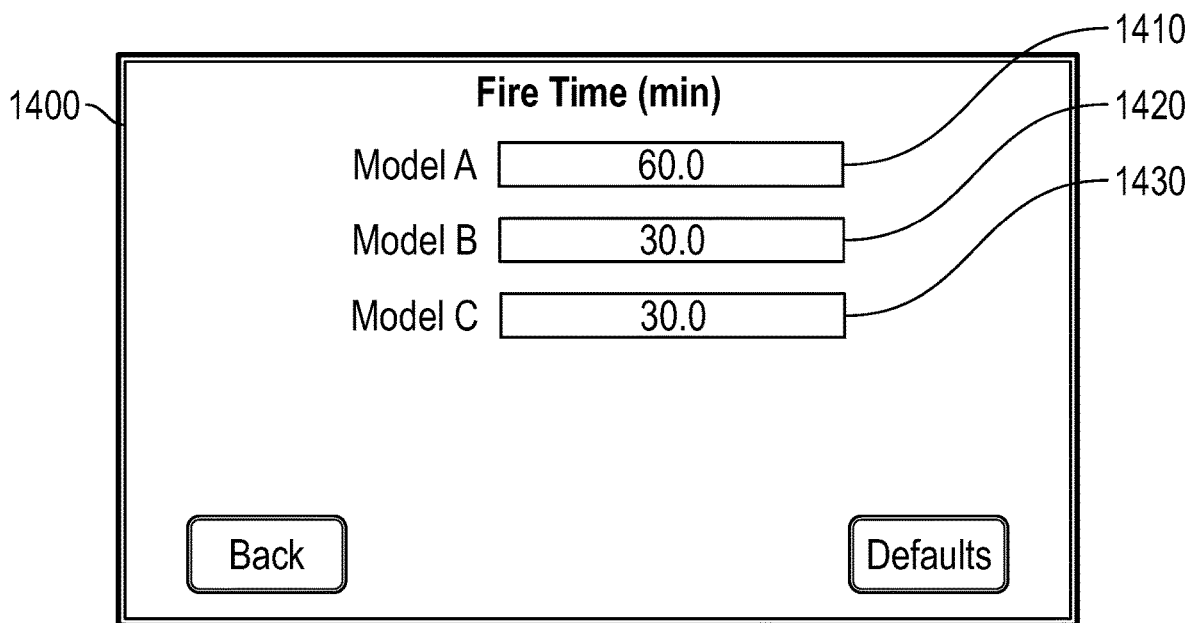 1410
Fire Time (min)
1400
1420
Model A 60.0
1430
Model B 30.0
Model C 30.0
Back Defaults